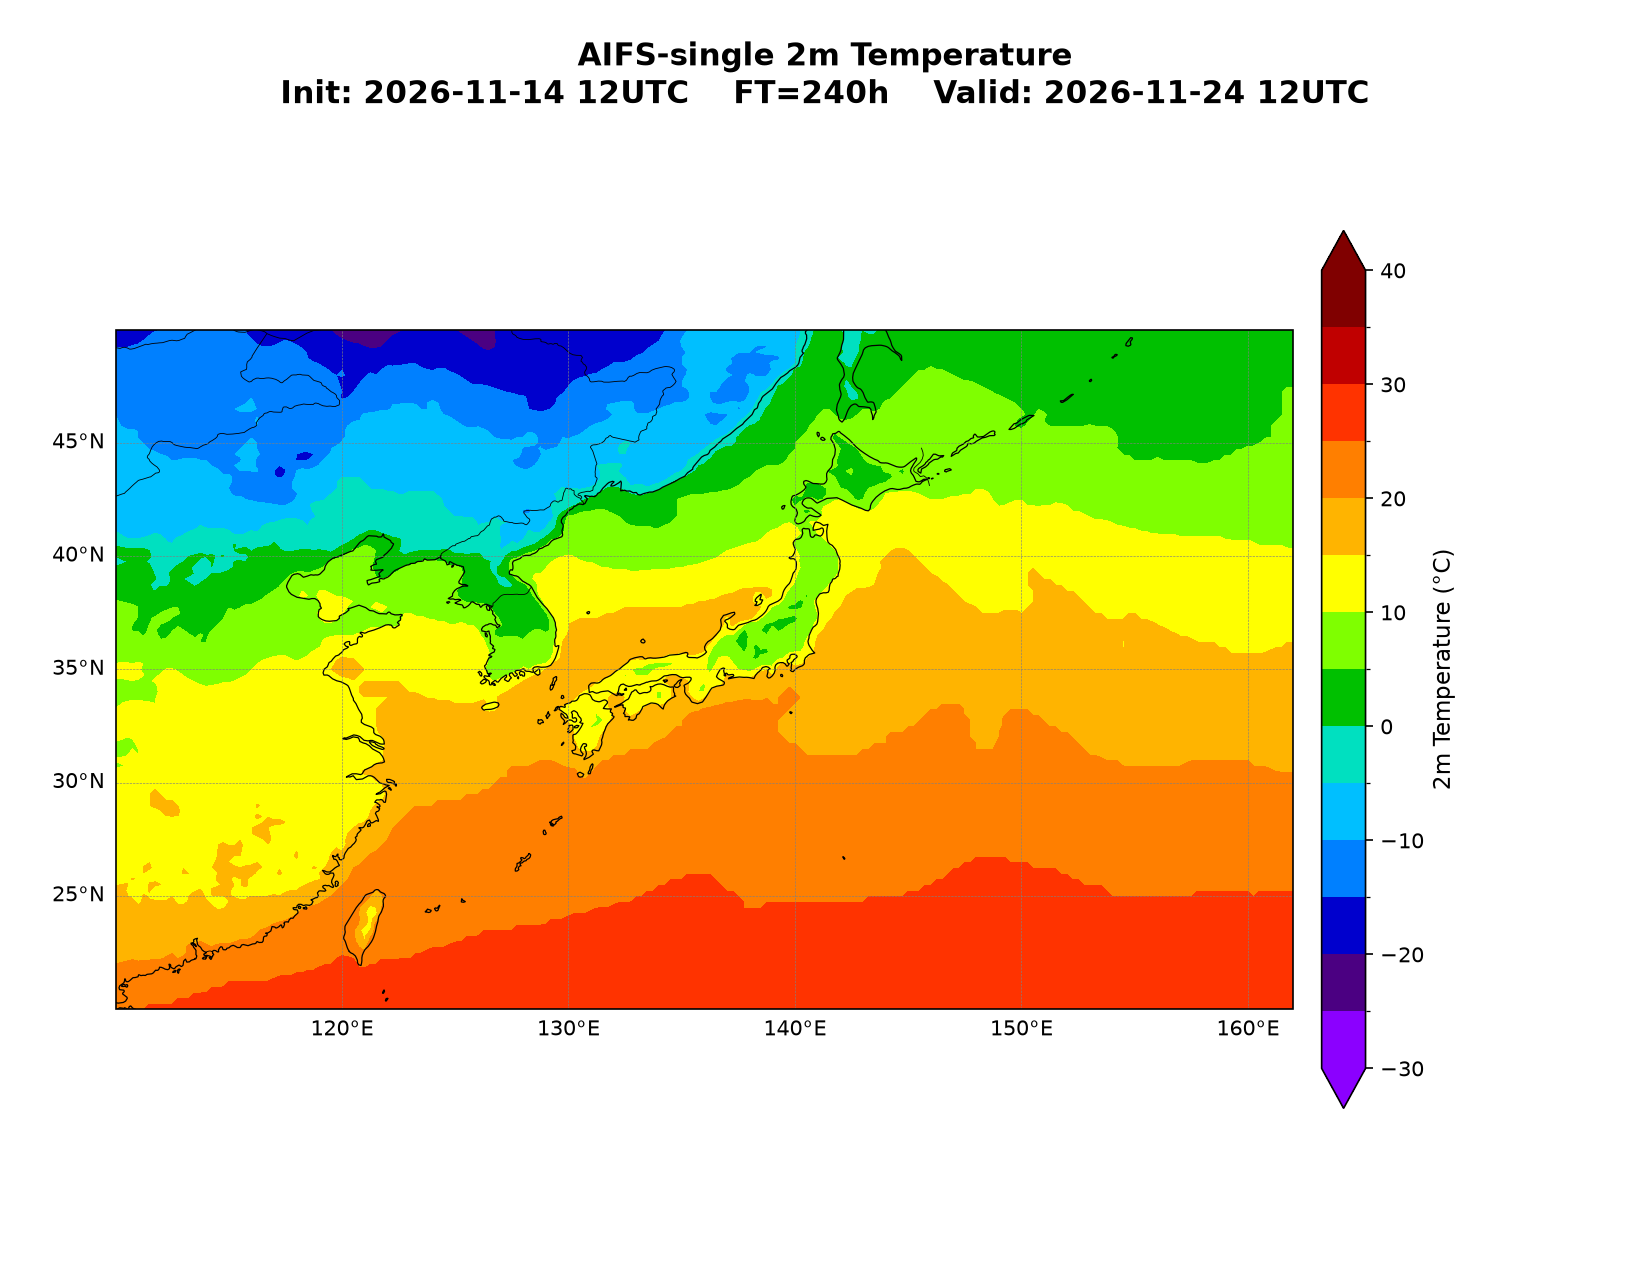 AIFS-single 2m Temperature
Init: 2026-11-14 12UTC    FT=240h    Valid: 2026-11-24 12UTC
45°N
40°N
35°N
30°N
25°N
120°E
130°E
140°E
150°E
160°E
40
30
20
10
0
−10
−20
−30
2m Temperature (°C)